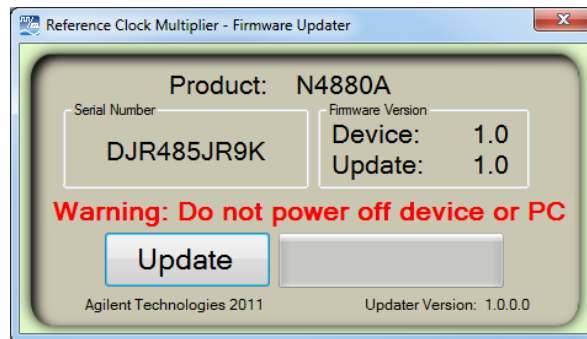 Reference Clock Multiplier - Firmware Updater
Product: N4880A
Serial Number
DJR485JR9K
Firmware Version
Device: 1.0
Update: 1.0
Warning: Do not power off device or PC
Update
Agilent Technologies 2011
Updater Version: 1.0.0.0